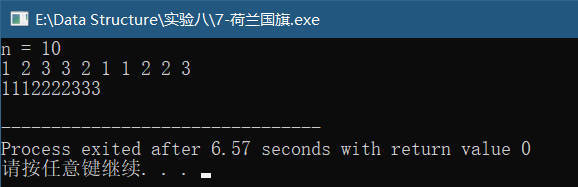 E:\Data Structure\实验八\7-荷兰国旗.exe
n = 10
1 2 3 3 2 1 1 2 2 3
1112222333
--------------------------------
Process exited after 6.57 seconds with return value 0
请按任意键继续. . .